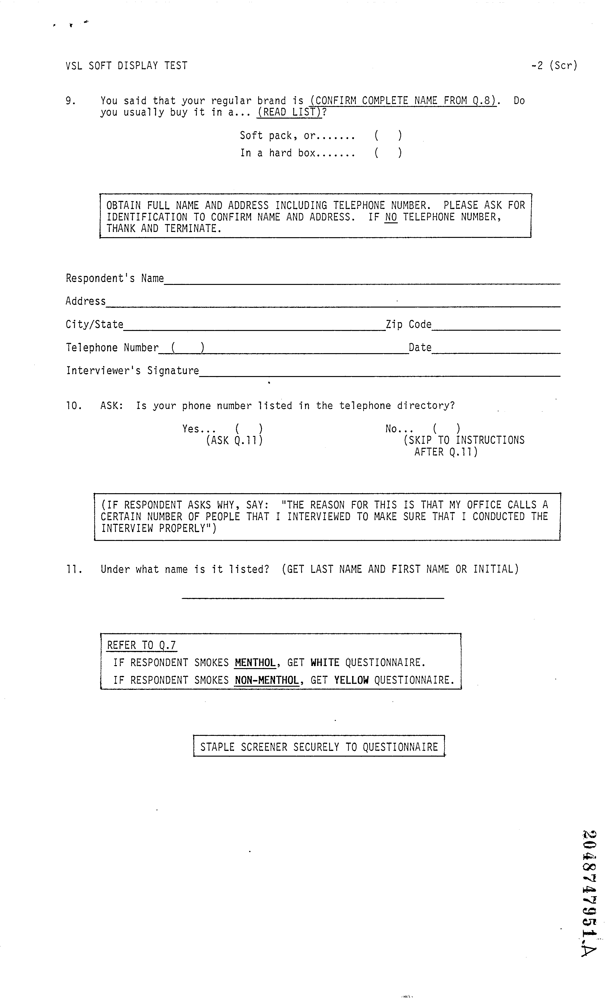 VSL SOFT DISPLAY TEST -2 (Scr)
9. You said that your regular brand is (CONFIRM COMPLETE NAME FROM Q.8). Do
you usually buy it in a... (READ LIST)?
Soft pack, or....... ( )
In a hard box....... ( )
OBTAIN FULL NAME AND ADDRESS INCLUDING TELEPHONE NUMBER. PLEASE ASK FOR
IDENTIFICATION TO CONFIRM NAME AND ADDRESS. IF NO TELEPHONE NUMBER,
THANK AND TERMINATE.
Respondent's Name
Address
City/State Zip Code
Telephone Number ( ) Date
Interviewer's Signature
10. ASK: Is your phone number listed in the telephone directory?
Yes... ( ) No... ( )
(ASK Q.11) (SKIP TO INSTRUCTIONS
AFTER Q.11)
(IF RESPONDENT ASKS WHY, SAY: "THE REASON FOR THIS IS THAT MY OFFICE CALLS A
CERTAIN NUMBER OF PEOPLE THAT I INTERVIEWED TO MAKE SURE THAT I CONDUCTED THE
INTERVIEW PROPERLY")
11. Under what name is it listed? (GET LAST NAME AND FIRST NAME OR INITIAL)
REFER TO Q.7
IF RESPONDENT SMOKES MENTHOL, GET WHITE QUESTIONNAIRE.
IF RESPONDENT SMOKES NON-MENTHOL, GET YELLOW QUESTIONNAIRE.
STAPLE SCREENER SECURELY TO QUESTIONNAIRE
2048747951.A